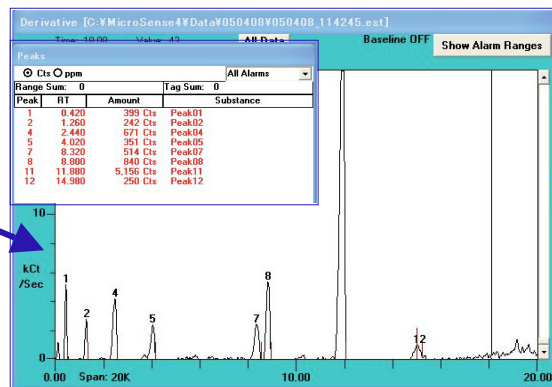 Derivative [C:¥MicroSense4¥Data¥050408¥050408_114245.est]
Time: 18.09 Value: 43 All Data Baseline OFF Show Alarm Ranges
Peaks
Cts ppm All Alarms
Range Sum: 0 Tag Sum: 0
Peak RT Amount Substance
1 0.420 399 Cts Peak01
2 1.260 242 Cts Peak02
4 2.440 671 Cts Peak04
5 4.020 351 Cts Peak05
7 8.320 514 Cts Peak07
8 8.800 840 Cts Peak08
11 11.880 5,156 Cts Peak11
12 14.980 250 Cts Peak12
10
kCt
/Sec
1
2
4
5
7
8
12
0
0.00 Span: 20K 10.00 20.00